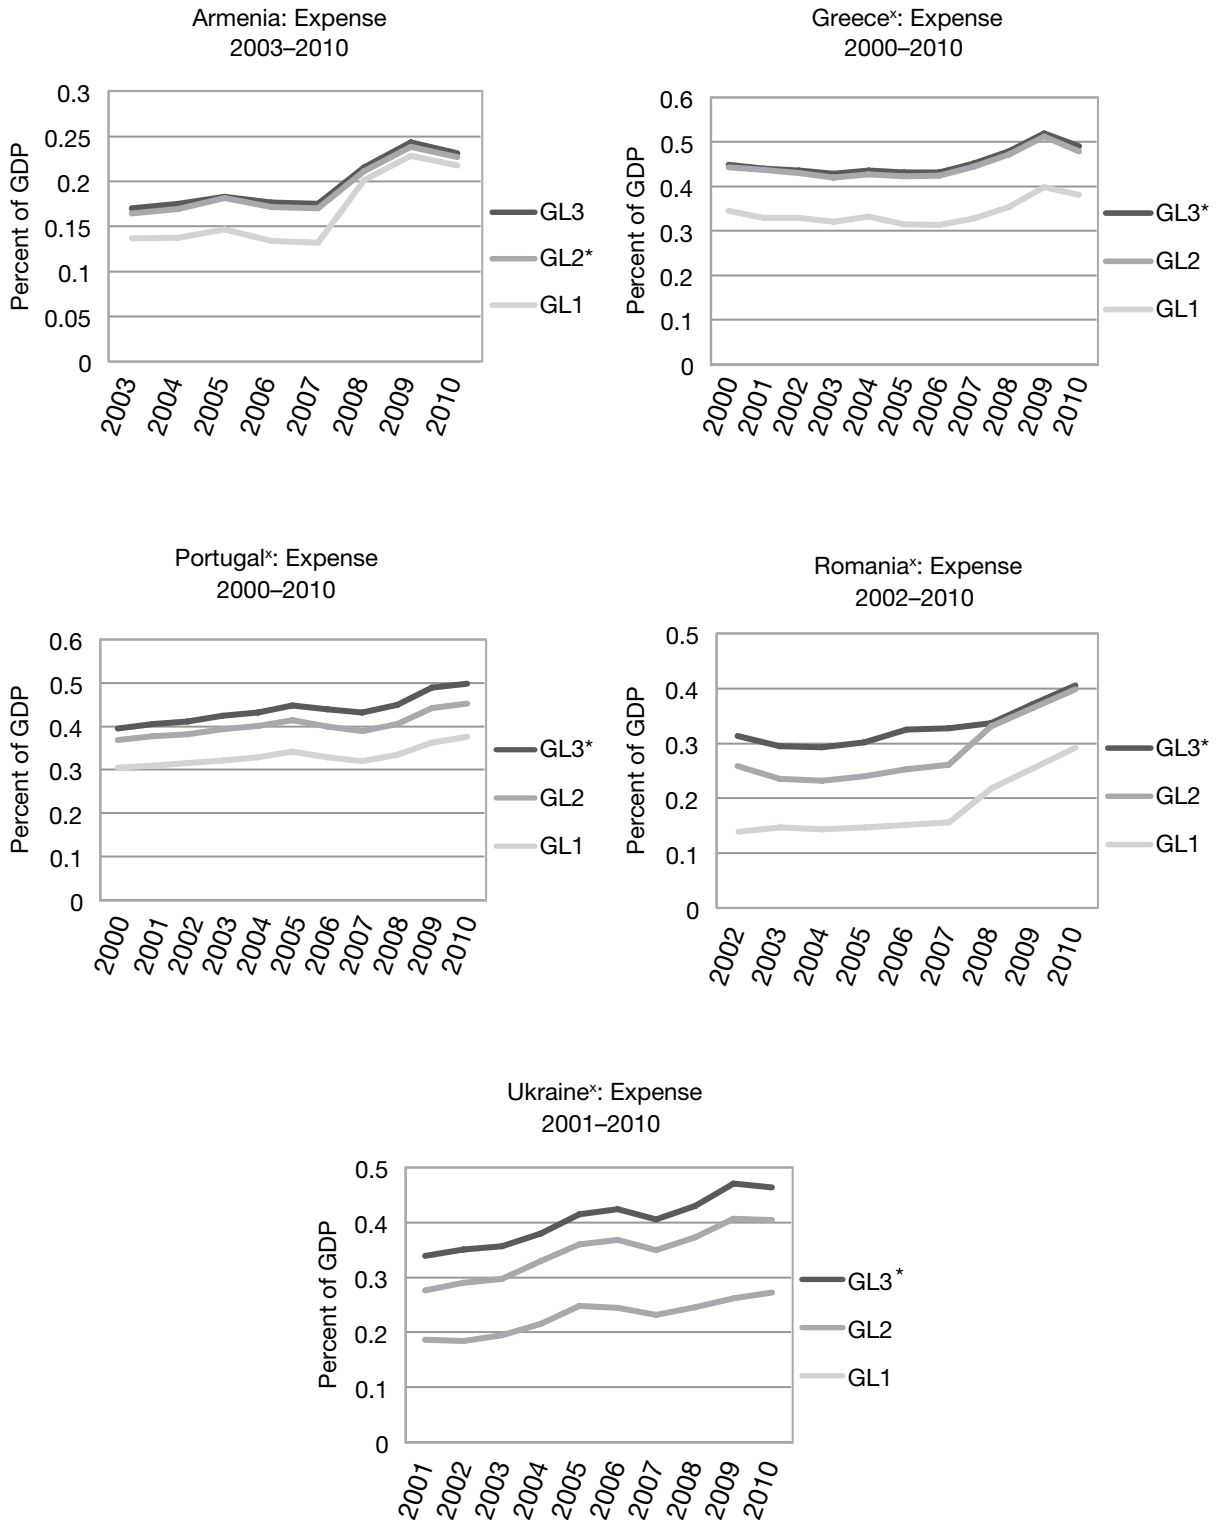 Armenia: Expense
2003–2010
0.3
0.25
0.2
0.15
0.1
0.05
0
Percent of GDP
2003 2004 2005 2006 2007 2008 2009 2010
GL3
GL2*
GL1
Greeceˣ: Expense
2000–2010
0.6
0.5
0.4
0.3
0.2
0.1
0
Percent of GDP
2000 2001 2002 2003 2004 2005 2006 2007 2008 2009 2010
GL3*
GL2
GL1
Portugalˣ: Expense
2000–2010
0.6
0.5
0.4
0.3
0.2
0.1
0
Percent of GDP
2000 2001 2002 2003 2004 2005 2006 2007 2008 2009 2010
GL3*
GL2
GL1
Romaniaˣ: Expense
2002–2010
0.5
0.4
0.3
0.2
0.1
0
Percent of GDP
2002 2003 2004 2005 2006 2007 2008 2009 2010
GL3*
GL2
GL1
Ukraineˣ: Expense
2001–2010
0.5
0.4
0.3
0.2
0.1
0
Percent of GDP
2001 2002 2003 2004 2005 2006 2007 2008 2009 2010
GL3*
GL2
GL1